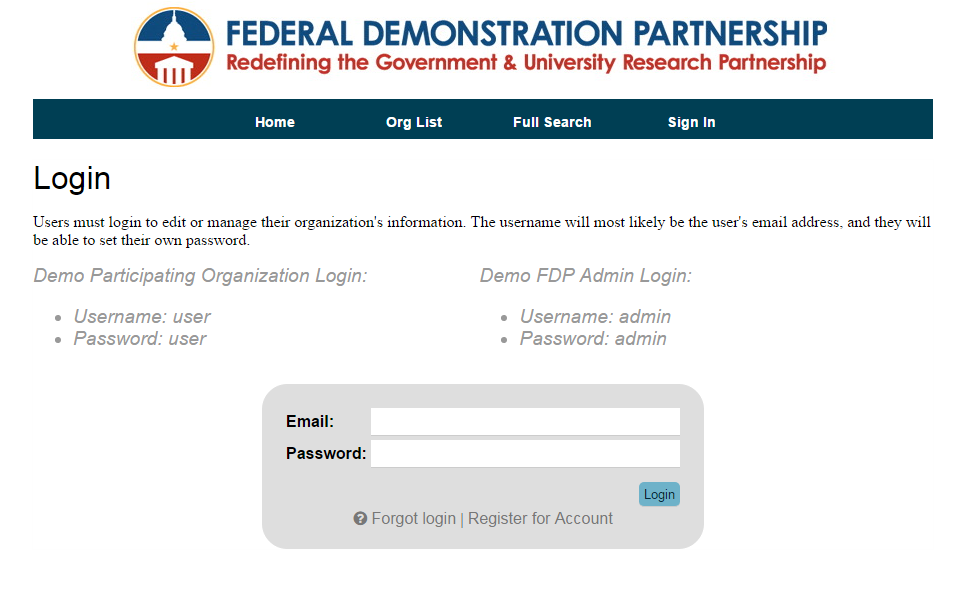 FEDERAL DEMONSTRATION PARTNERSHIP
Redefining the Government & University Research Partnership
Home Org List Full Search Sign In
Login
Users must login to edit or manage their organization's information. The username will most likely be the user's email address, and they will
be able to set their own password.
Demo Participating Organization Login:
Username: user
Password: user
Demo FDP Admin Login:
Username: admin
Password: admin
Email:
Password:
Login
Forgot login | Register for Account